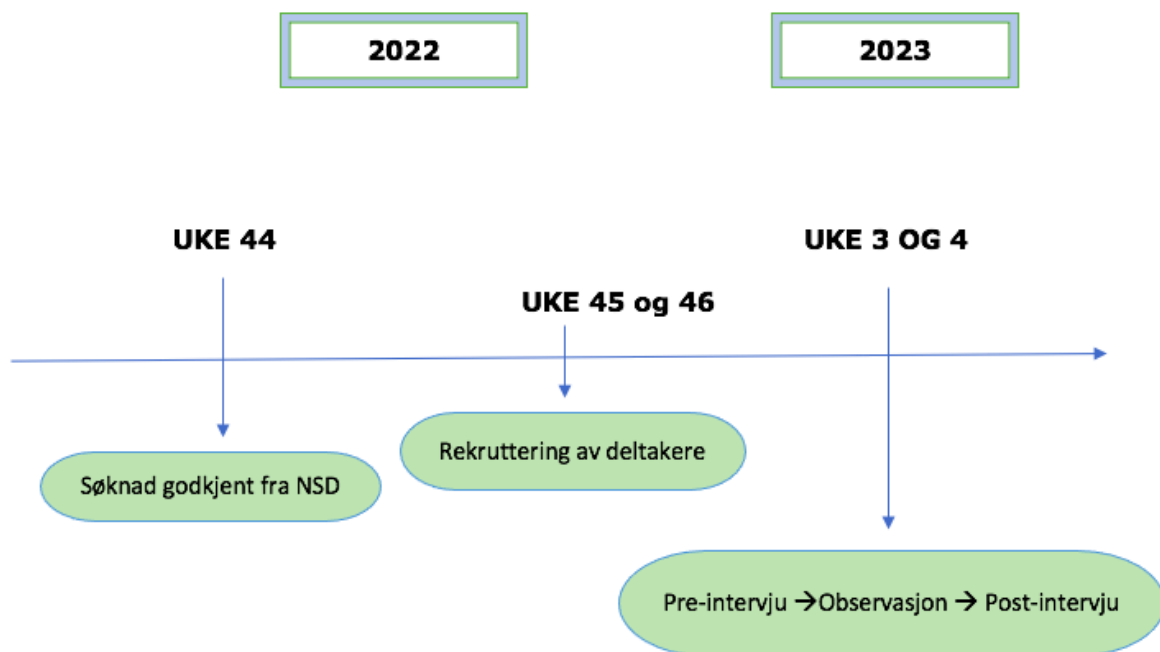 2022
2023
UKE 44
UKE 3 OG 4
UKE 45 og 46
Rekruttering av deltakere
Søknad godkjent fra NSD
Pre-intervju →Observasjon → Post-intervju